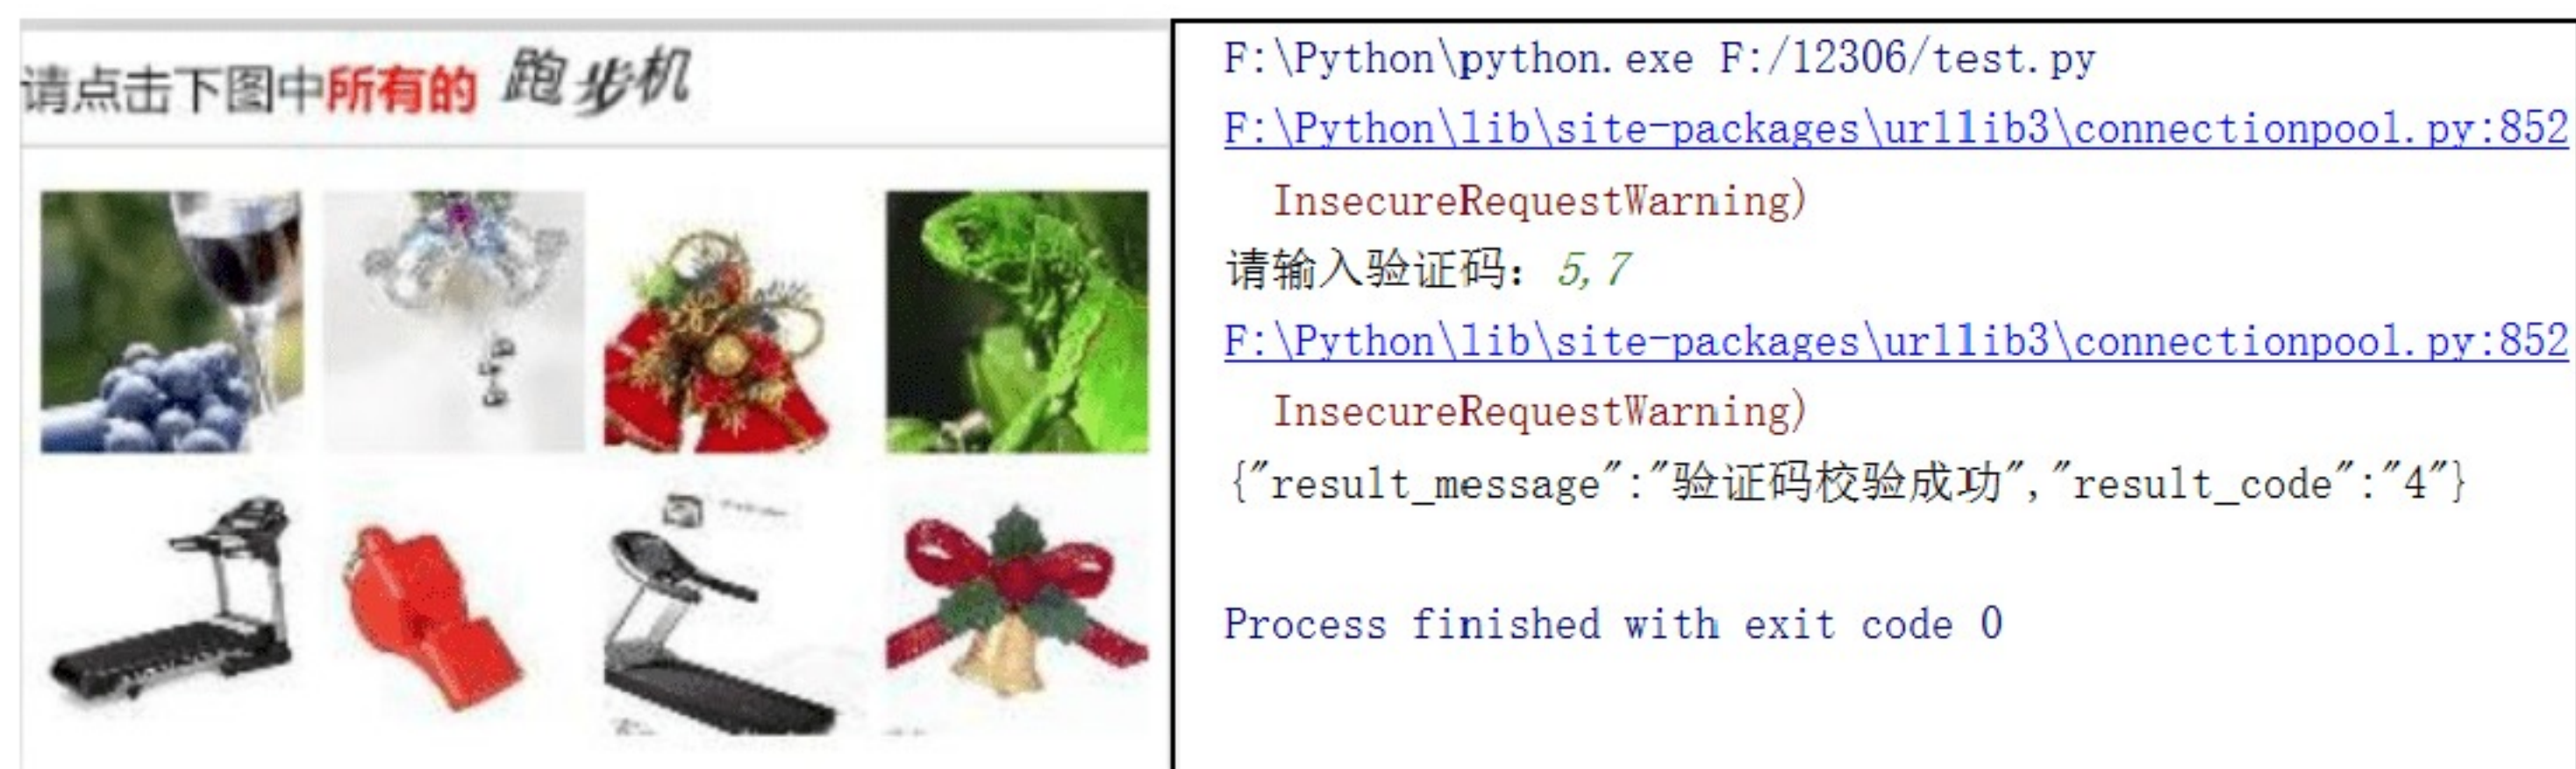 请点击下图中所有的 跑步机
F:\Python\python.exe F:/12306/test.py
F:\Python\lib\site-packages\urllib3\connectionpool.py:852
InsecureRequestWarning)
请输入验证码：5,7
F:\Python\lib\site-packages\urllib3\connectionpool.py:852
InsecureRequestWarning)
{"result_message":"验证码校验成功","result_code":"4"}
Process finished with exit code 0